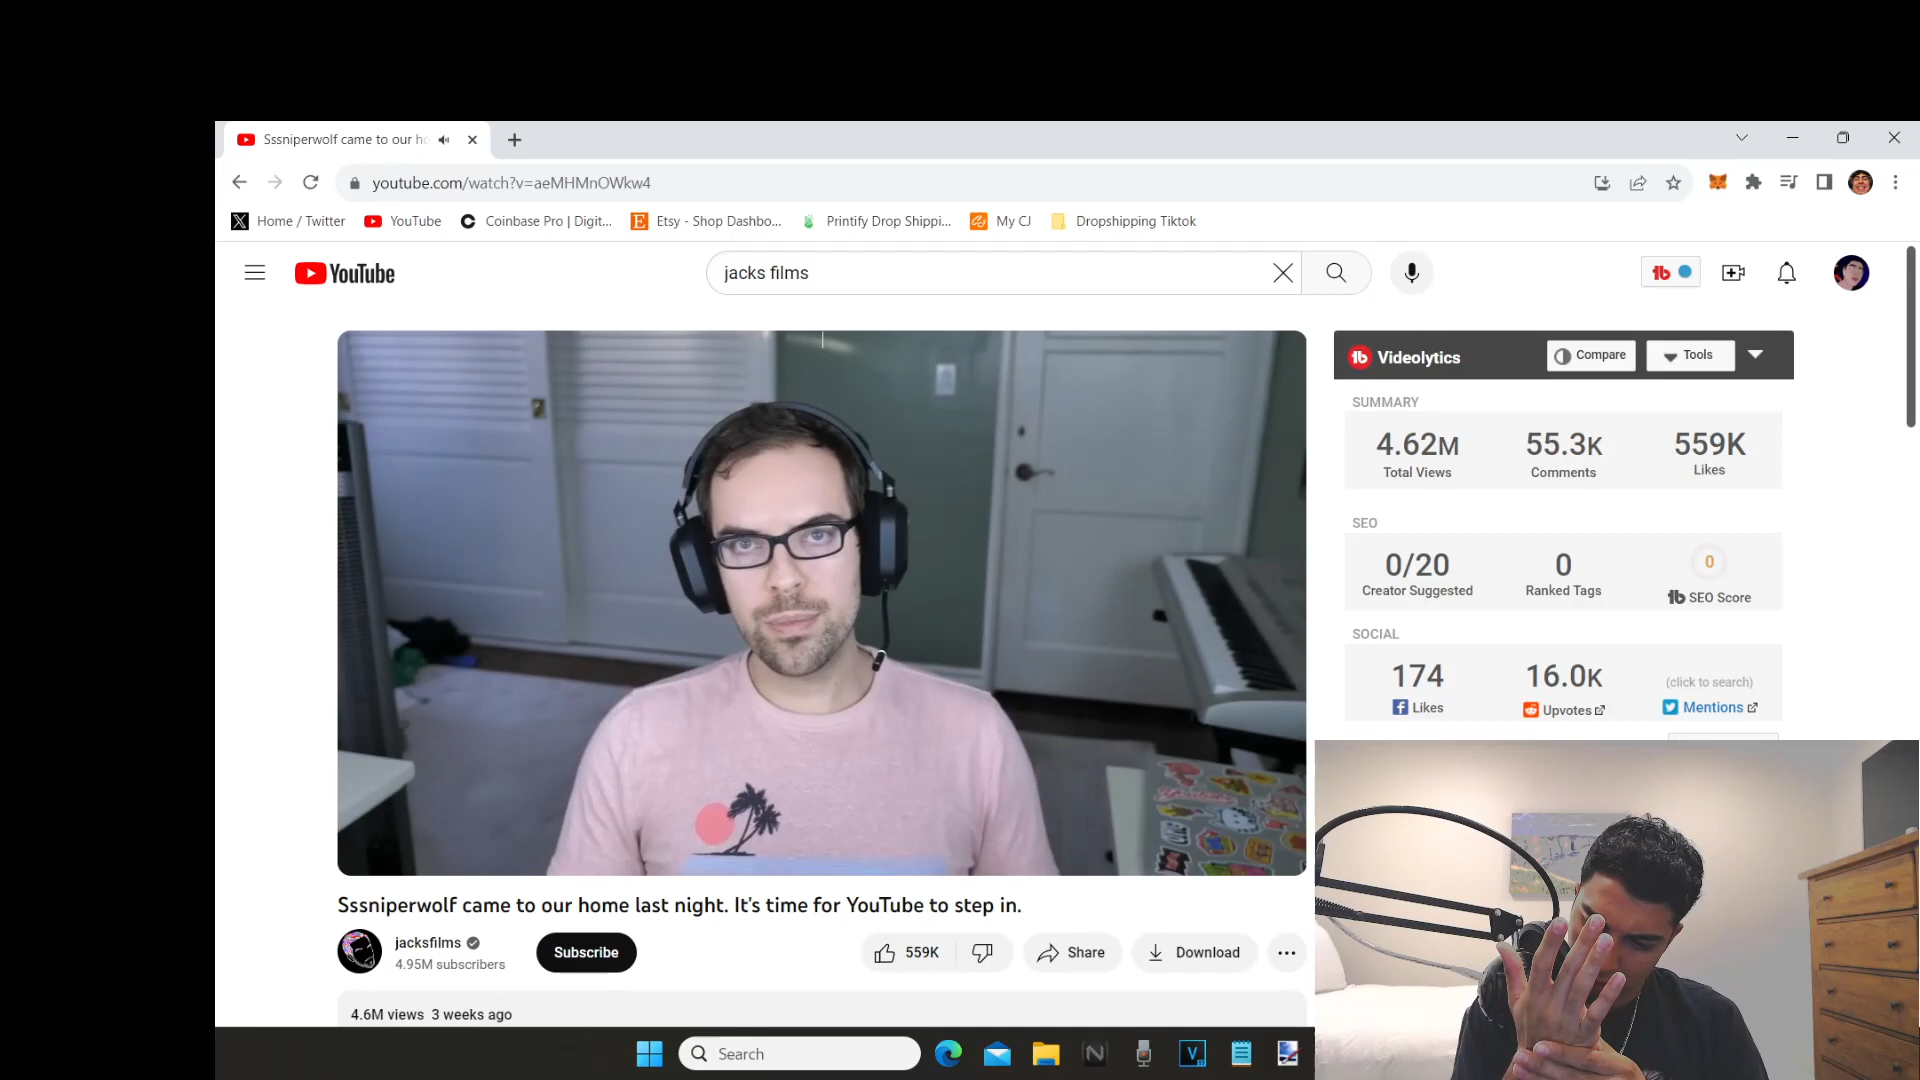 Sssniperwolf came to our ho
youtube.com/watch?v=aeMHMnOWkw4
Home / Twitter YouTube Coinbase Pro | Digit... Etsy - Shop Dashbo... Printify Drop Shippi... My CJ Dropshipping Tiktok
YouTube
jacks films
Videolytics Compare Tools
SUMMARY
4.62M 55.3K 559K
Total Views Comments Likes
SEO
0/20 0 0
Creator Suggested Ranked Tags SEO Score
SOCIAL
174 16.0K (click to search)
Likes Upvotes Mentions
Sssniperwolf came to our home last night. It's time for YouTube to step in.
jacksfilms
4.95M subscribers
Subscribe
559K Share Download
4.6M views 3 weeks ago
Search